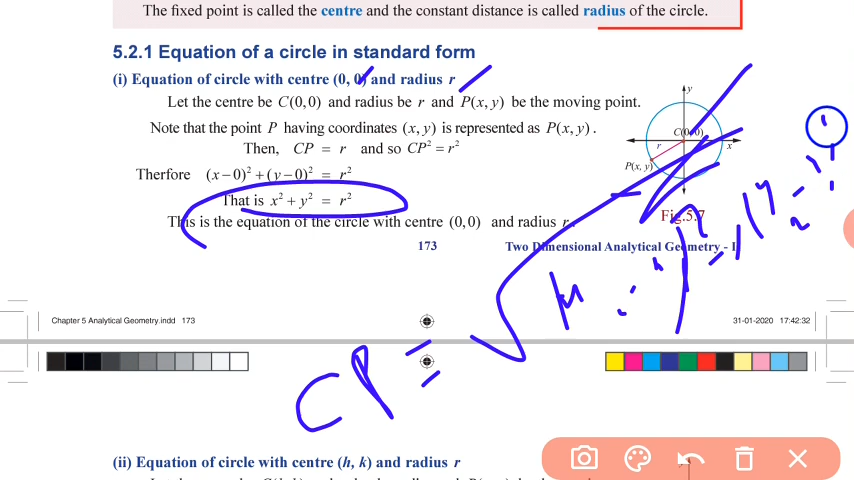 The fixed point is called the centre and the constant distance is called radius of the circle.
5.2.1 Equation of a circle in standard form
(i) Equation of circle with centre (0, 0) and radius r
Let the centre be C(0,0) and radius be r and P(x, y) be the moving point.
Note that the point P having coordinates (x, y) is represented as P(x, y).
Then, CP = r and so CP² = r²
Therfore (x−0)² + (y−0)² = r²
That is x² + y² = r²
This is the equation of the circle with centre (0,0) and radius r.
y
C(0,0)
r
x
P(x, y)
Fig.5.7
173
Two Dimensional Analytical Geometry - I
Chapter 5 Analytical Geometry.indd 173
31-01-2020 17:42:32
CP = √
(ii) Equation of circle with centre (h, k) and radius r